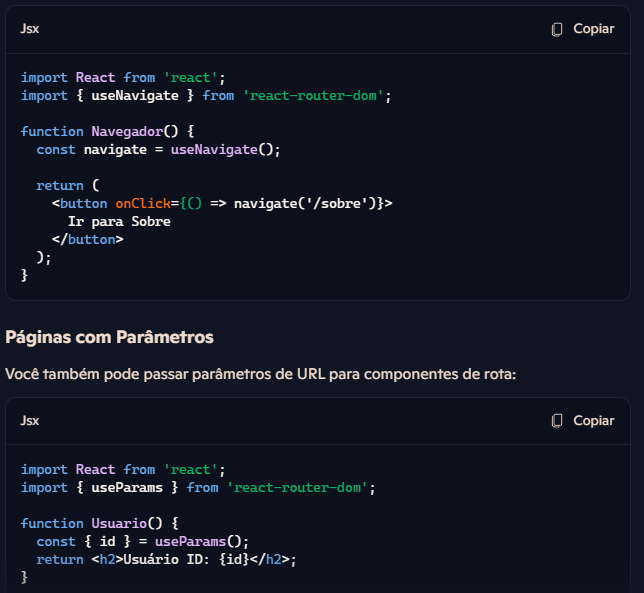 Jsx
Copiar
import React from 'react';
import { useNavigate } from 'react-router-dom';
function Navegador() {
  const navigate = useNavigate();
  return (
    <button onClick={() => navigate('/sobre')}>
      Ir para Sobre
    </button>
  );
}
Páginas com Parâmetros
Você também pode passar parâmetros de URL para componentes de rota:
Jsx
Copiar
import React from 'react';
import { useParams } from 'react-router-dom';
function Usuario() {
  const { id } = useParams();
  return <h2>Usuário ID: {id}</h2>;
}